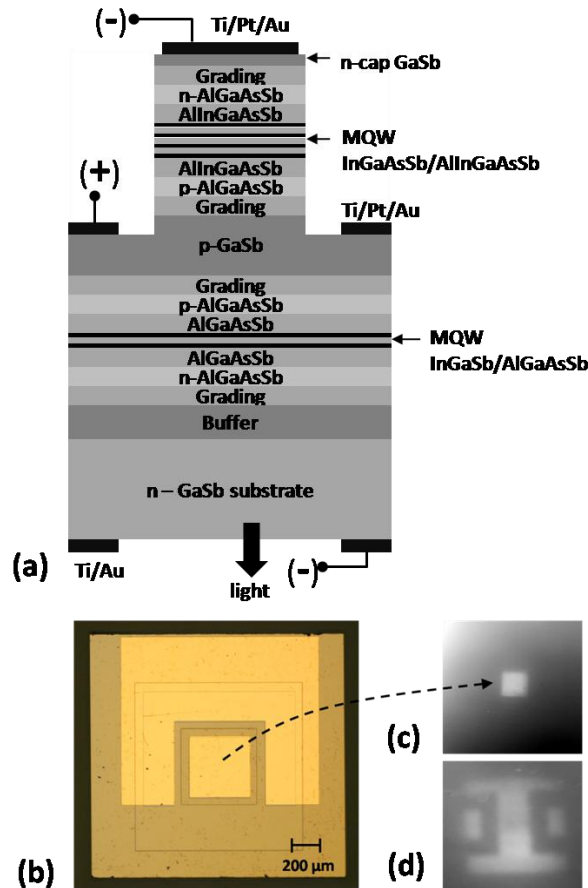 (-)
Ti/Pt/Au
n-cap GaSb
Grading
n-AlGaAsSb
AlInGaAsSb
MQW
InGaAsSb/AlInGaAsSb
AlInGaAsSb
p-AlGaAsSb
Grading
(+)
Ti/Pt/Au
p-GaSb
Grading
p-AlGaAsSb
AlGaAsSb
MQW
InGaSb/AlGaAsSb
AlGaAsSb
n-AlGaAsSb
Grading
Buffer
n – GaSb substrate
(a)
Ti/Au
light
(-)
(c)
200 µm
(b)
(d)